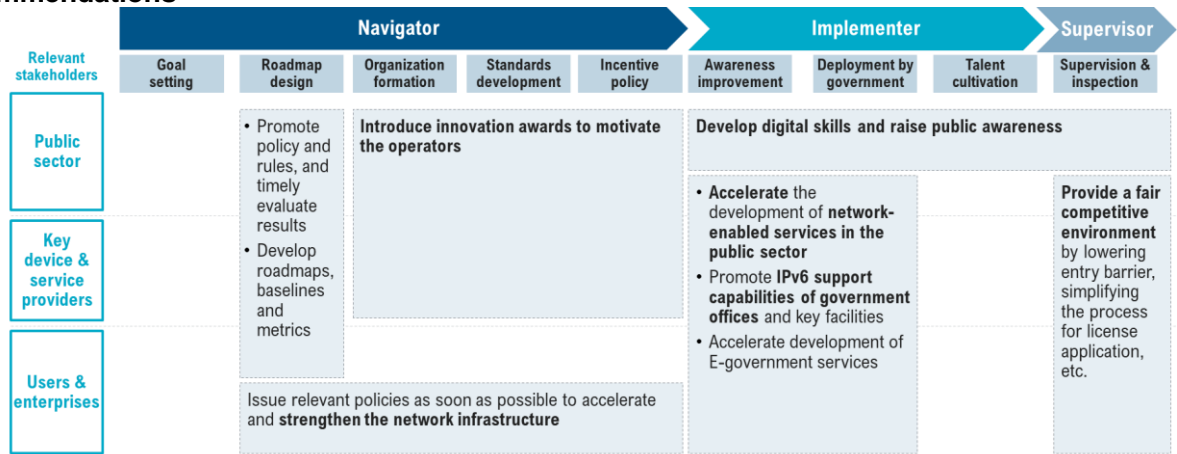 mmendations
Navigator
Implementer
Supervisor
Relevant
stakeholders
Goal
setting
Roadmap
design
Organization
formation
Standards
development
Incentive
policy
Awareness
improvement
Deployment by
government
Talent
cultivation
Supervision &
inspection
Public
sector
• Promote
policy and
rules, and
timely
evaluate
results
• Develop
roadmaps,
baselines
and
metrics
Introduce innovation awards to motivate
the operators
Develop digital skills and raise public awareness
• Accelerate the
development of network-
enabled services in the
public sector
• Promote IPv6 support
capabilities of government
offices and key facilities
• Accelerate development of
E-government services
Provide a fair
competitive
environment
by lowering
entry barrier,
simplifying
the process
for license
application,
etc.
Key
device &
service
providers
Users &
enterprises
Issue relevant policies as soon as possible to accelerate
and strengthen the network infrastructure